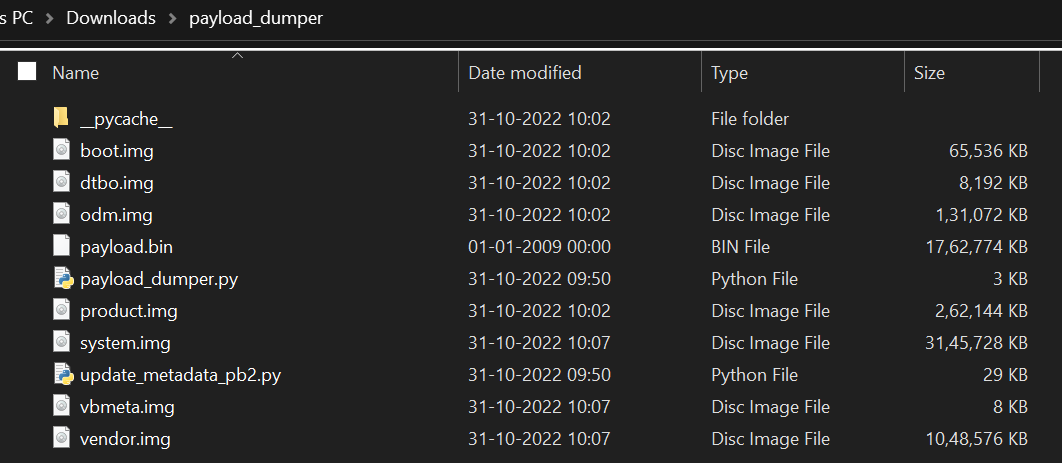 s PC > Downloads > payload_dumper
Name Date modified Type Size
__pycache__ 31-10-2022 10:02 File folder
boot.img 31-10-2022 10:02 Disc Image File 65,536 KB
dtbo.img 31-10-2022 10:02 Disc Image File 8,192 KB
odm.img 31-10-2022 10:02 Disc Image File 1,31,072 KB
payload.bin 01-01-2009 00:00 BIN File 17,62,774 KB
payload_dumper.py 31-10-2022 09:50 Python File 3 KB
product.img 31-10-2022 10:02 Disc Image File 2,62,144 KB
system.img 31-10-2022 10:07 Disc Image File 31,45,728 KB
update_metadata_pb2.py 31-10-2022 09:50 Python File 29 KB
vbmeta.img 31-10-2022 10:07 Disc Image File 8 KB
vendor.img 31-10-2022 10:07 Disc Image File 10,48,576 KB